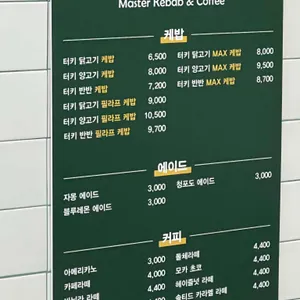 Master Kebab & Coffee
케밥
터키 닭고기 케밥 6,500
터키 양고기 케밥 8,000
터키 반반 케밥 7,200
터키 닭고기 필라프 케밥 9,000
터키 양고기 필라프 케밥 10,500
터키 반반 필라프 케밥 9,700
터키 닭고기 MAX 케밥 8,000
터키 양고기 MAX 케밥 9,500
터키 반반 MAX 케밥 8,700
에이드
자몽 에이드 3,000
블루레몬 에이드 3,000
청포도 에이드 3,000
커피
아메리카노 3,000
카페라떼 4,000
바닐라 라떼 4,400
돌체라떼 4,400
모카 초코 4,400
헤이즐넛 라떼 4,400
솔티드 카라멜 라떼 4,400